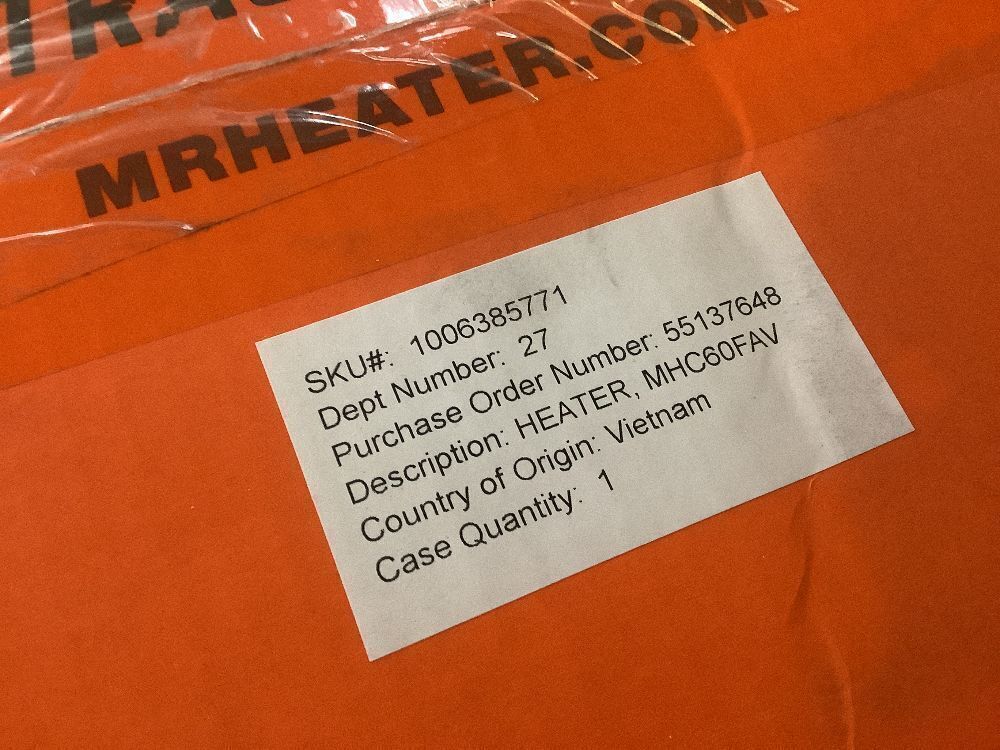 MRHEATER.COM
SKU#: 1006385771
Dept Number: 27
Purchase Order Number: 55137648
Description: HEATER, MHC60FAV
Country of Origin: Vietnam
Case Quantity: 1